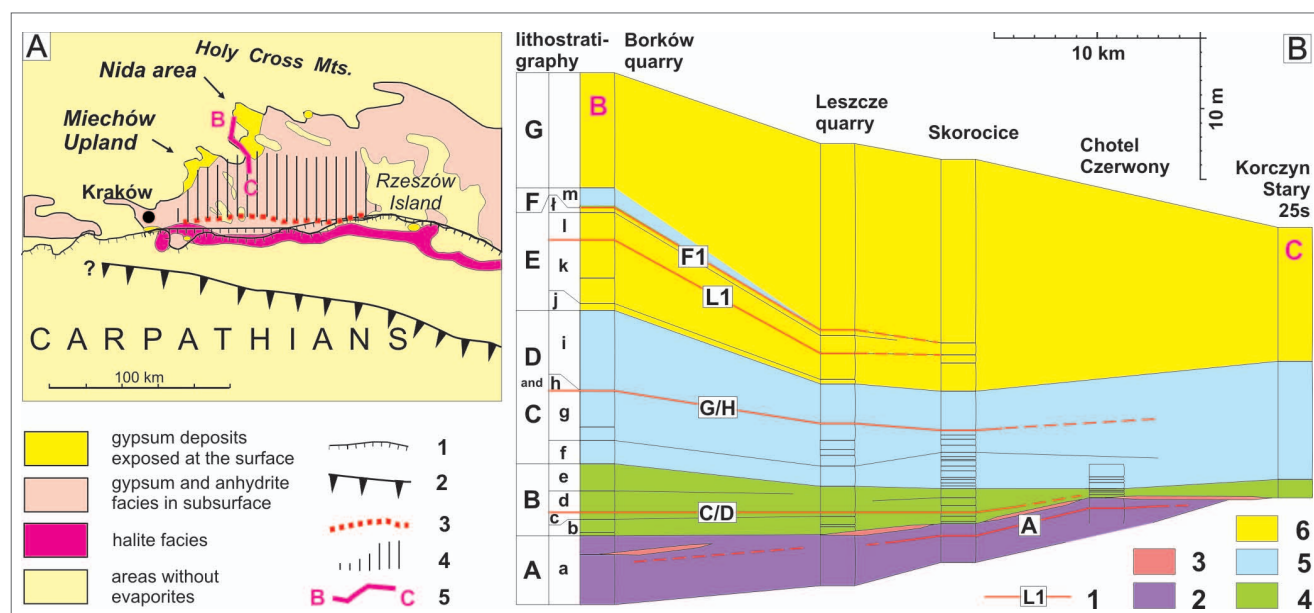 A
Holy Cross Mts.
Nida area
Miechów
Upland
B
C
Kraków
Rzeszów
Island
?
CARPATHIANS
100 km
gypsum deposits
exposed at the surface
gypsum and anhydrite
facies in subsurface
halite facies
areas without
evaporites
1
2
3
4
B C 5
lithostrati-
graphy
Borków
quarry
10 km
B
10 m
Leszcze
quarry
Skorocice
Chotel
Czerwony
Korczyn
Stary
25s
B
C
G
F
m
ł
E
l
k
j
D
and
C
i
h
g
f
B
e
d
c
b
A
a
F1
L1
G/H
C/D
A
L1 1
3
2
6
5
4